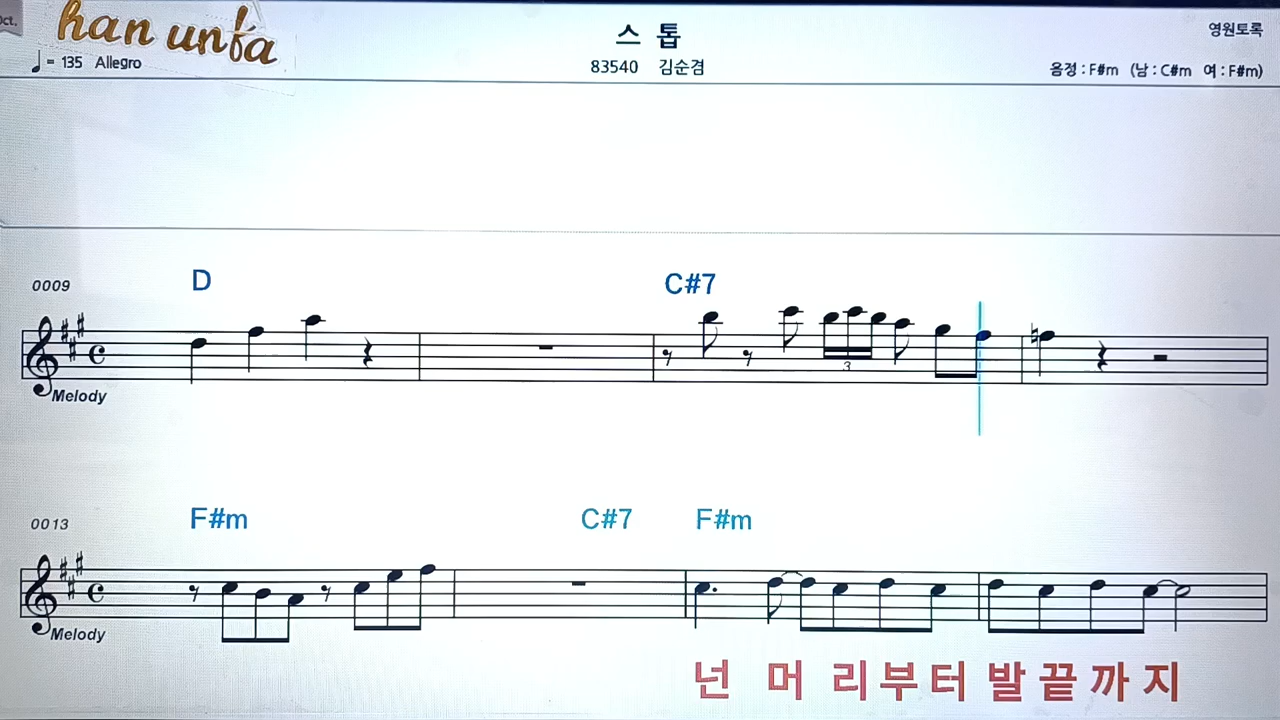 Oct.
han unfa
스톱
영원토록
♩= 135 Allegro
83540 김순겸
음정 : F#m (남 : C#m 여 : F#m)
0009
D
C#7
3
Melody
0013
F#m
C#7
F#m
Melody
넌 머 리부터 발끝까지